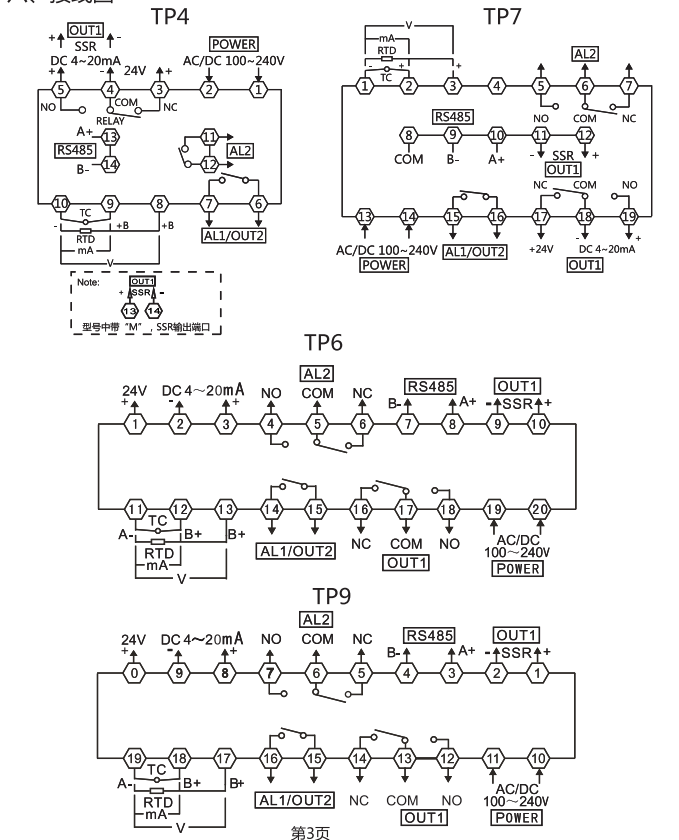 TP4
OUT1
+ SSR -
DC 4~20mA 24V
+ - +
POWER
AC/DC 100~240V
5 4 3 2 1
NO COM NC
RELAY
A+ 13
RS485
B- 14
11
AL2
12
10 9 8 7 6
TC
- +B +B
RTD
mA
V
AL1/OUT2
Note:
OUT1
+ SSR -
13 14
型号中带“M”，SSR输出端口
TP7
V
mA
RTD
- + +
TC
AL2
1 2 3 4 5 6 7
NO COM NC
RS485
8 9 10 11 12
COM B- A+ - SSR +
OUT1
NC COM NO
13 14 15 16 17 18 19
AC/DC 100~240V
POWER
AL1/OUT2
+24V - DC 4~20mA +
OUT1
TP6
AL2
24V DC 4～20mA NO COM NC RS485 OUT1
+ - + B- A+ - SSR +
1 2 3 4 5 6 7 8 9 10
11 12 13 14 15 16 17 18 19 20
TC
A- B+ B+
RTD
mA
V
AL1/OUT2
NC COM NO
OUT1
AC/DC
100～240V
POWER
TP9
AL2
24V DC 4～20mA NO COM NC RS485 OUT1
+ - + B- A+ - SSR +
0 9 8 7 6 5 4 3 2 1
19 18 17 16 15 14 13 12 11 10
TC
A- B+ B+
RTD
mA
V
AL1/OUT2
NC COM NO
OUT1
AC/DC
100～240V
POWER
第3页